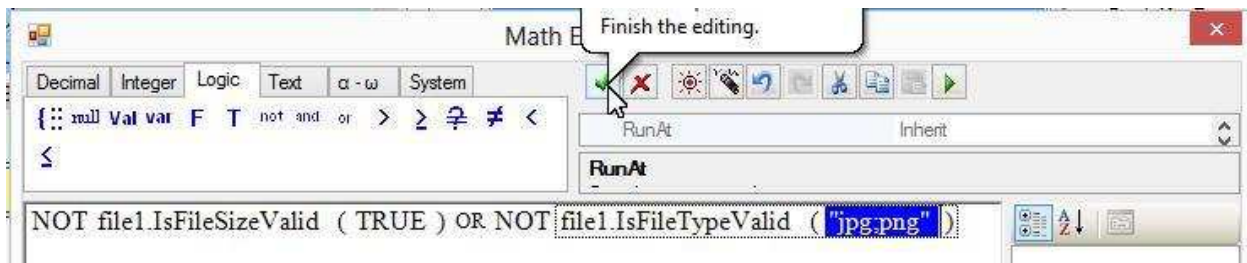 Math E
Finish the editing.
Decimal Integer Logic Text α - ω System
{:: null Val var F T not and or > ≥ = ≠ <
≤
RunAt Inherit
RunAt
NOT file1.IsFileSizeValid ( TRUE ) OR NOT file1.IsFileTypeValid ( "jpg;png" )